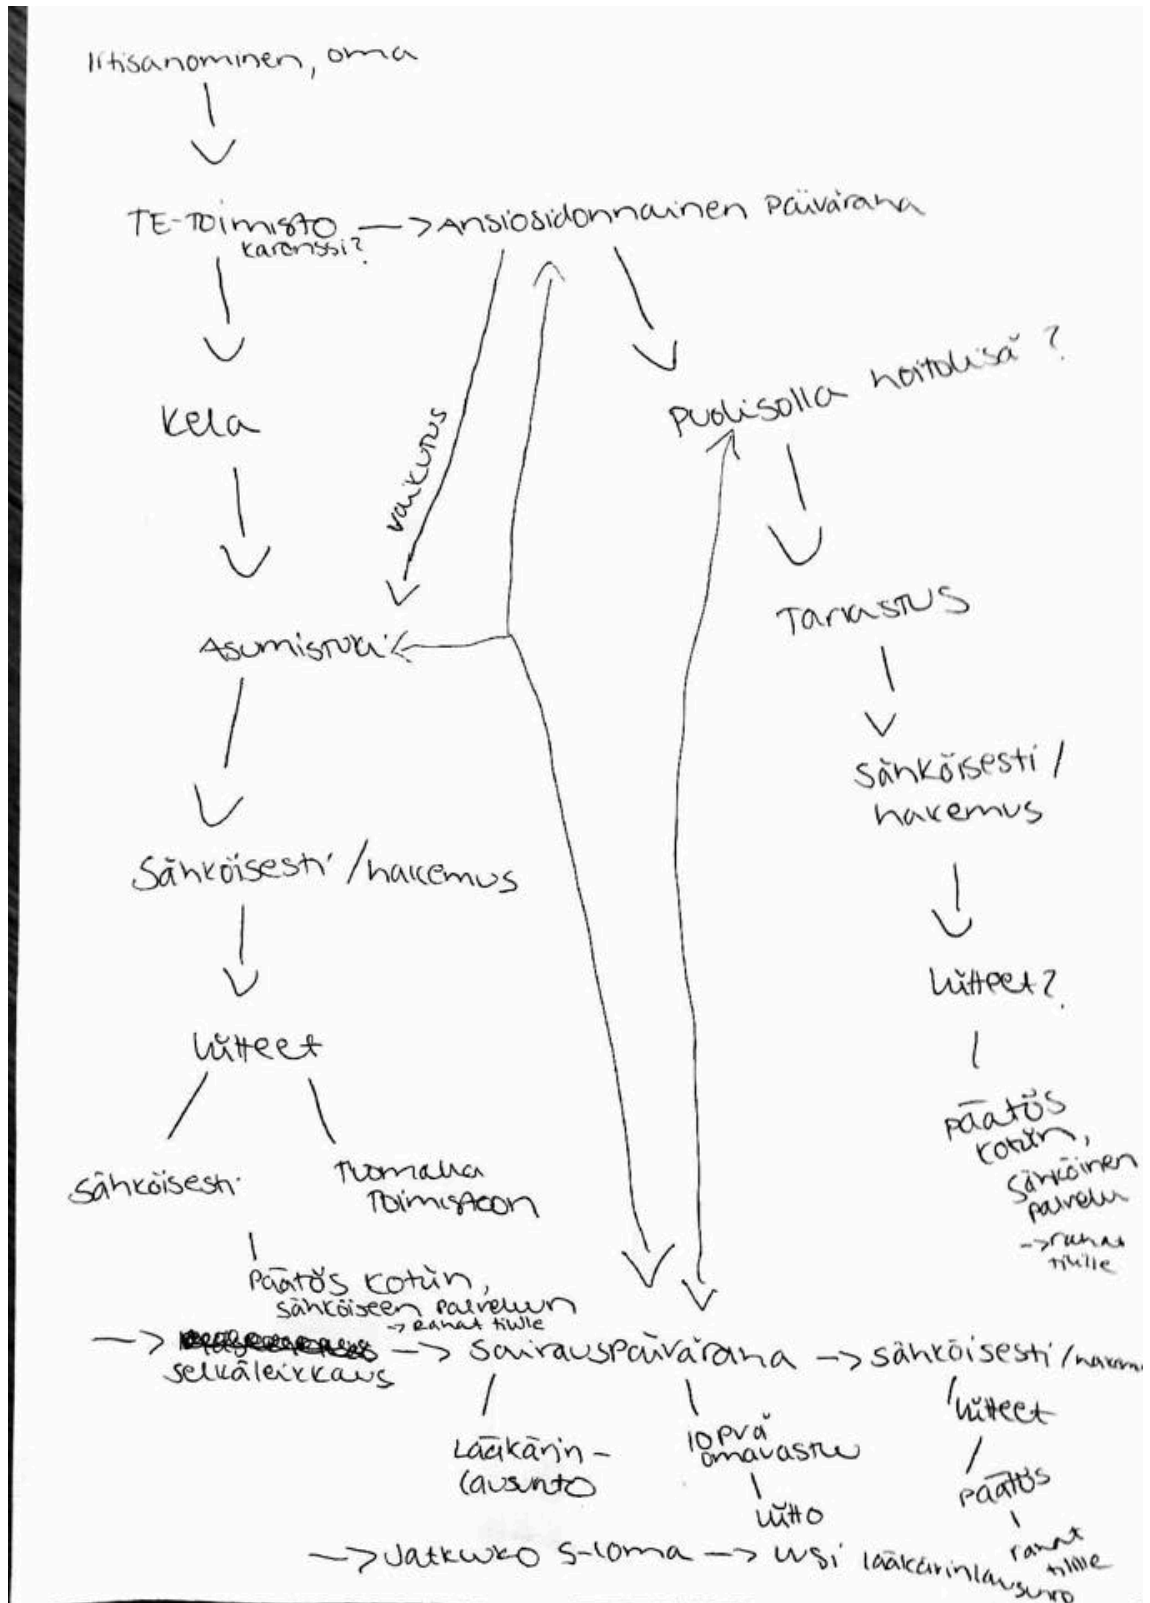 Irtisanominen, oma
TE-Toimisto -> Ansiosidonnainen Päiväraha
karenssi?
Puolisolla hoitolisä?
Kela
vaikutus
Tarkastus
Asumistuki
Sähköisesti/
hakemus
Sähköisesti/hakemus
Liitteet?
Liitteet
Päätös
kotiin,
sähköinen
palvelu
-> rahat
tilille
Sähköisesti
Tuomalla
Toimistoon
Päätös kotiin,
sähköiseen palveluun
-> rahat tilille
-> selkäleikkaus -> Sairauspäiväraha -> Sähköisesti/hakem
Liitteet
Lääkärin-
lausunto
10 pvä
omavastuu
Päätös
liitto
rahat
tilille
-> Jatkuko s-loma -> uusi lääkärinlausunto